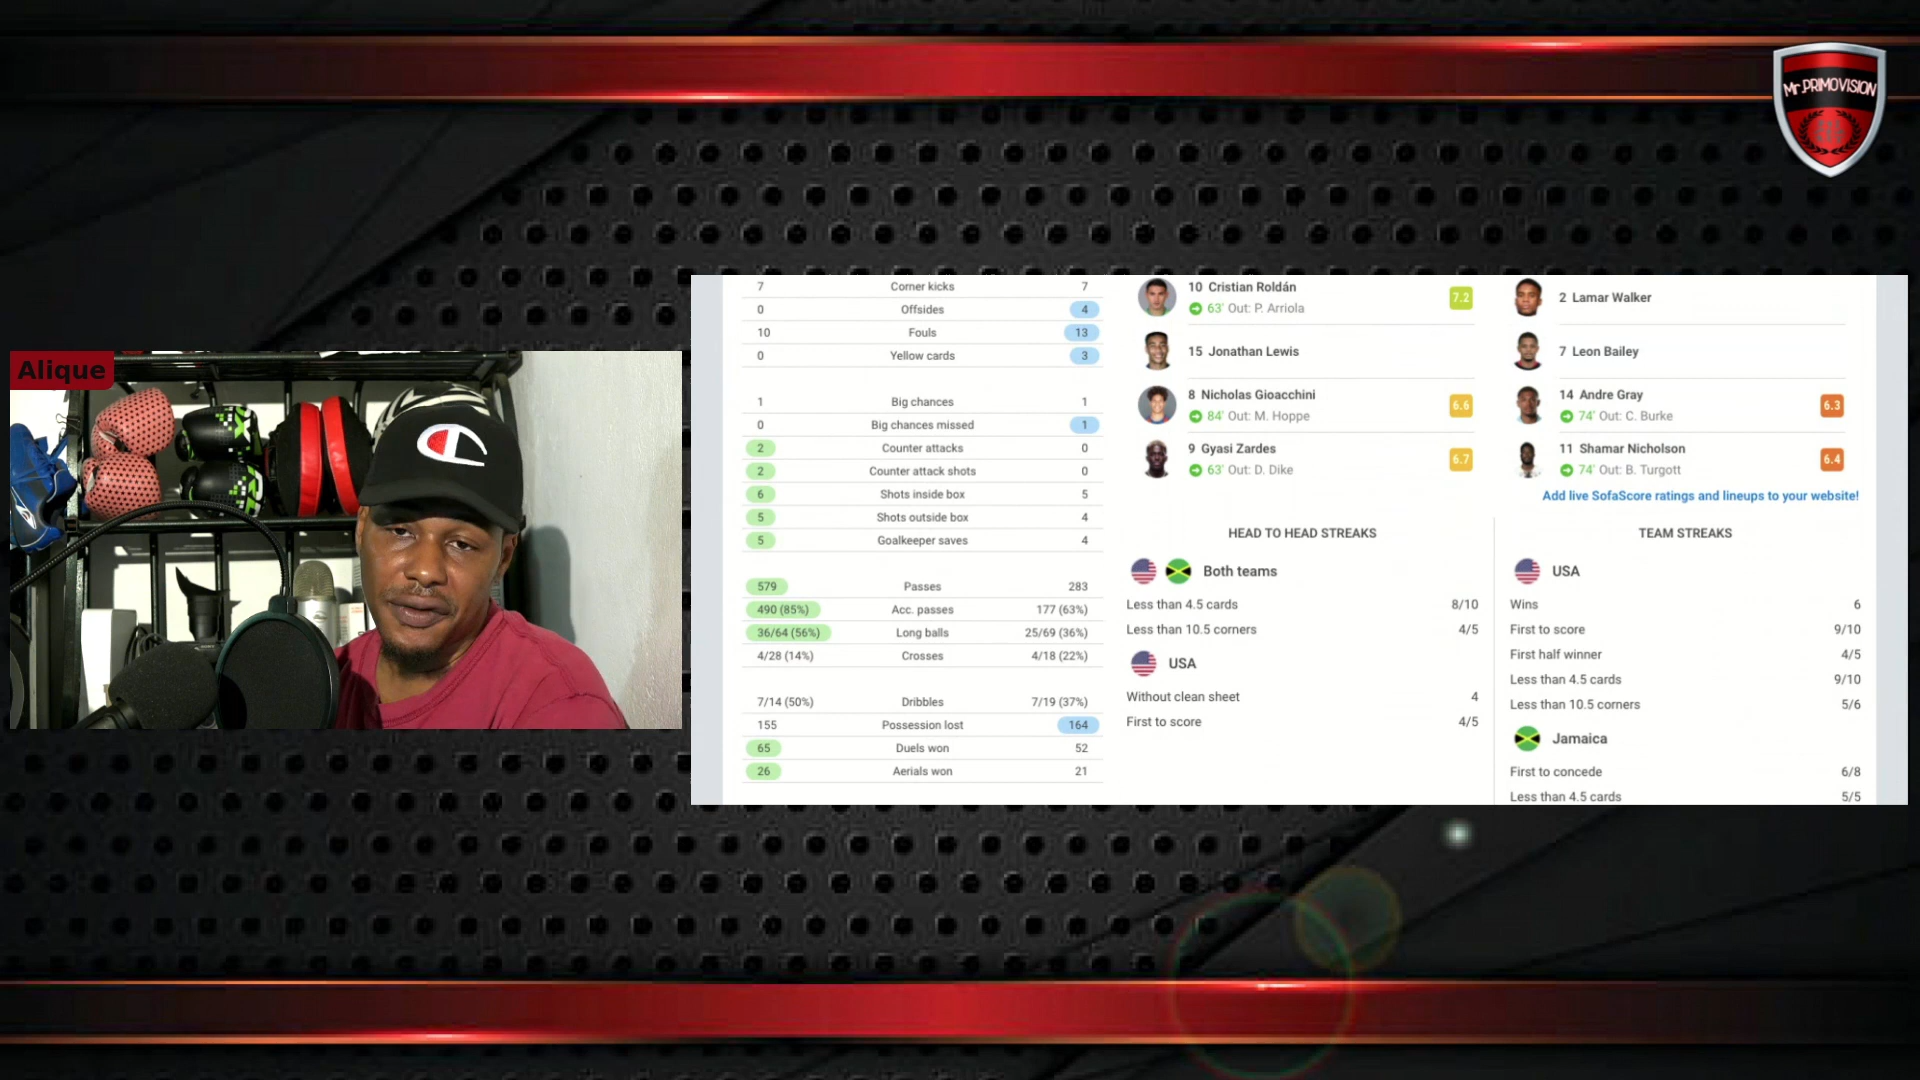 Mr.PRIMOVISION
Alique
7 Corner kicks 7
0 Offsides 4
10 Fouls 13
0 Yellow cards 3
1 Big chances 1
0 Big chances missed 1
2 Counter attacks 0
2 Counter attack shots 0
6 Shots inside box 5
5 Shots outside box 4
5 Goalkeeper saves 4
579 Passes 283
490 (85%) Acc. passes 177 (63%)
36/64 (56%) Long balls 25/69 (36%)
4/28 (14%) Crosses 4/18 (22%)
7/14 (50%) Dribbles 7/19 (37%)
155 Possession lost 164
65 Duels won 52
26 Aerials won 21
10 Cristian Roldán 7.2
63' Out: P. Arriola
15 Jonathan Lewis
8 Nicholas Gioacchini 6.6
84' Out: M. Hoppe
9 Gyasi Zardes 6.7
63' Out: D. Dike
2 Lamar Walker
7 Leon Bailey
14 Andre Gray 6.3
74' Out: C. Burke
11 Shamar Nicholson 6.4
74' Out: B. Turgott
Add live SofaScore ratings and lineups to your website!
HEAD TO HEAD STREAKS
Both teams
Less than 4.5 cards 8/10
Less than 10.5 corners 4/5
USA
Without clean sheet 4
First to score 4/5
TEAM STREAKS
USA
Wins 6
First to score 9/10
First half winner 4/5
Less than 4.5 cards 9/10
Less than 10.5 corners 5/6
Jamaica
First to concede 6/8
Less than 4.5 cards 5/5